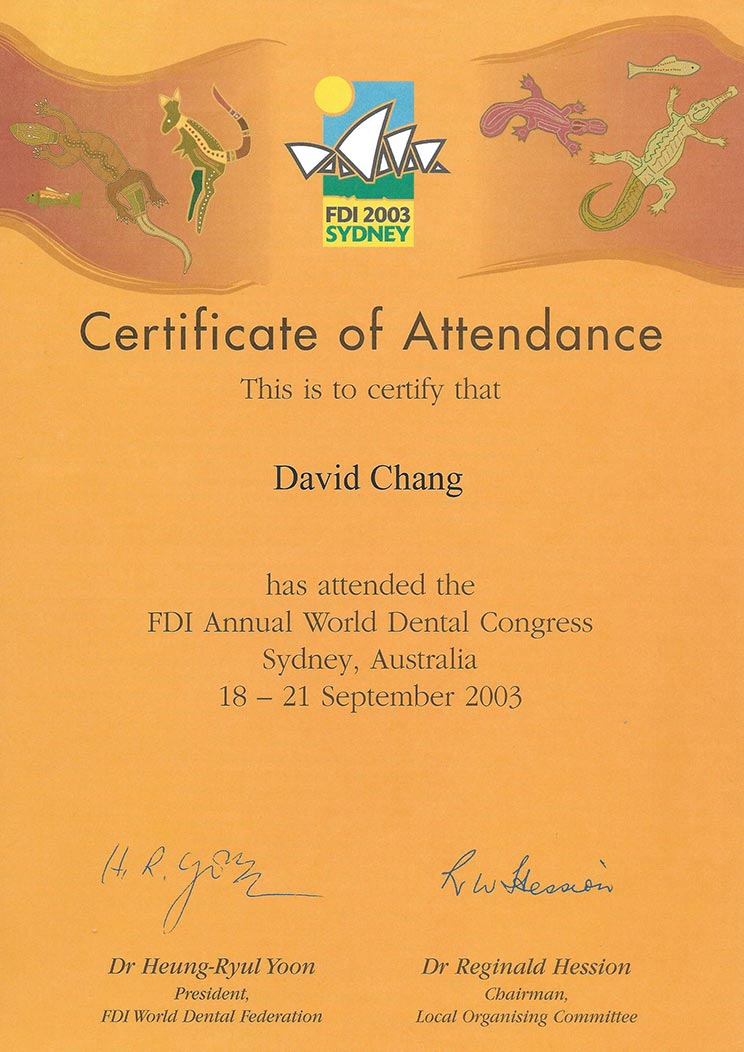 FDI 2003
SYDNEY
Certificate of Attendance
This is to certify that
David Chang
has attended the
FDI Annual World Dental Congress
Sydney, Australia
18 – 21 September 2003
H. R. Yoon
R W Hession
Dr Heung-Ryul Yoon
President,
FDI World Dental Federation
Dr Reginald Hession
Chairman,
Local Organising Committee